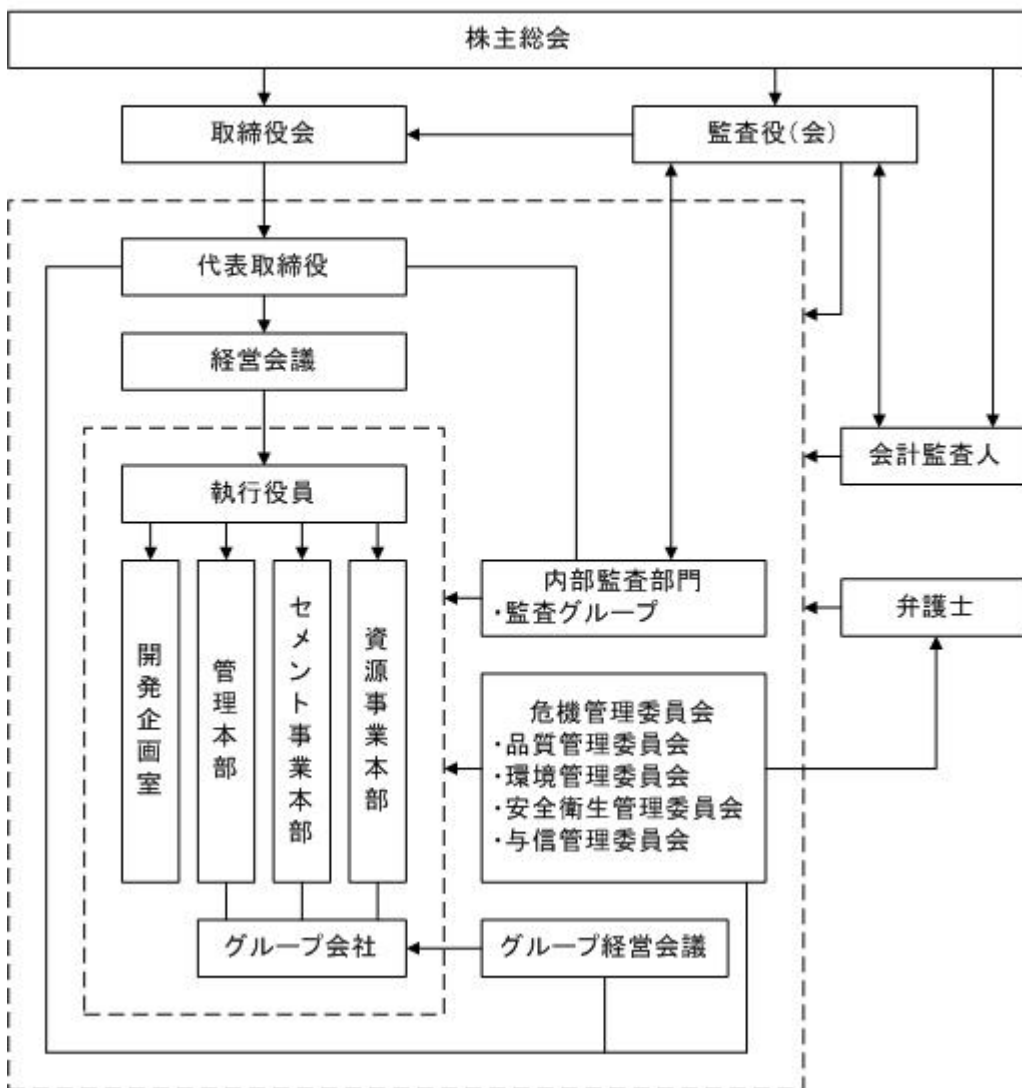 株主総会
取締役会
監査役（会）
代表取締役
経営会議
会計監査人
執行役員
内部監査部門
・監査グループ
弁護士
開発企画室
管理本部
セメント事業本部
資源事業本部
危機管理委員会
・品質管理委員会
・環境管理委員会
・安全衛生管理委員会
・与信管理委員会
グループ会社
グループ経営会議